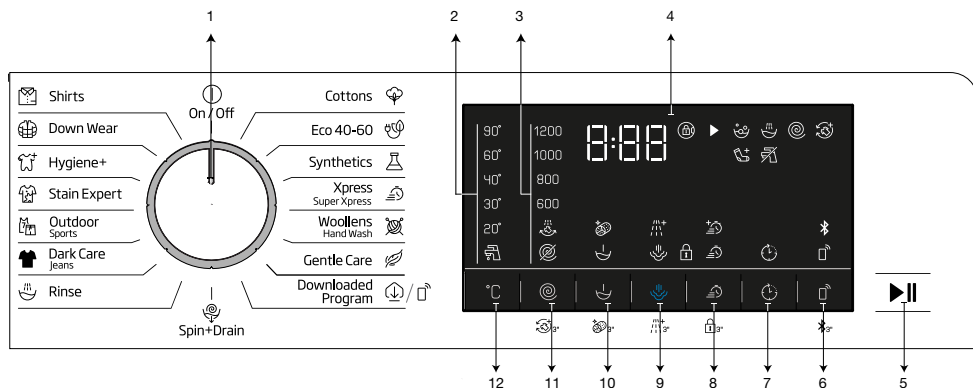 1
2
3
4
On / Off
Shirts
Down Wear
Hygiene+
Stain Expert
Outdoor
Sports
Dark Care
Jeans
Rinse
Spin+Drain
Cottons
Eco 40-60
Synthetics
Xpress
Super Xpress
Woollens
Hand Wash
Gentle Care
Downloaded
Program
/
90° 1200
60° 1000
40° 800
30° 600
20°
8:88
°C
3"
3"
3"
3"
3"
12
11
10
9
8
7
6
5